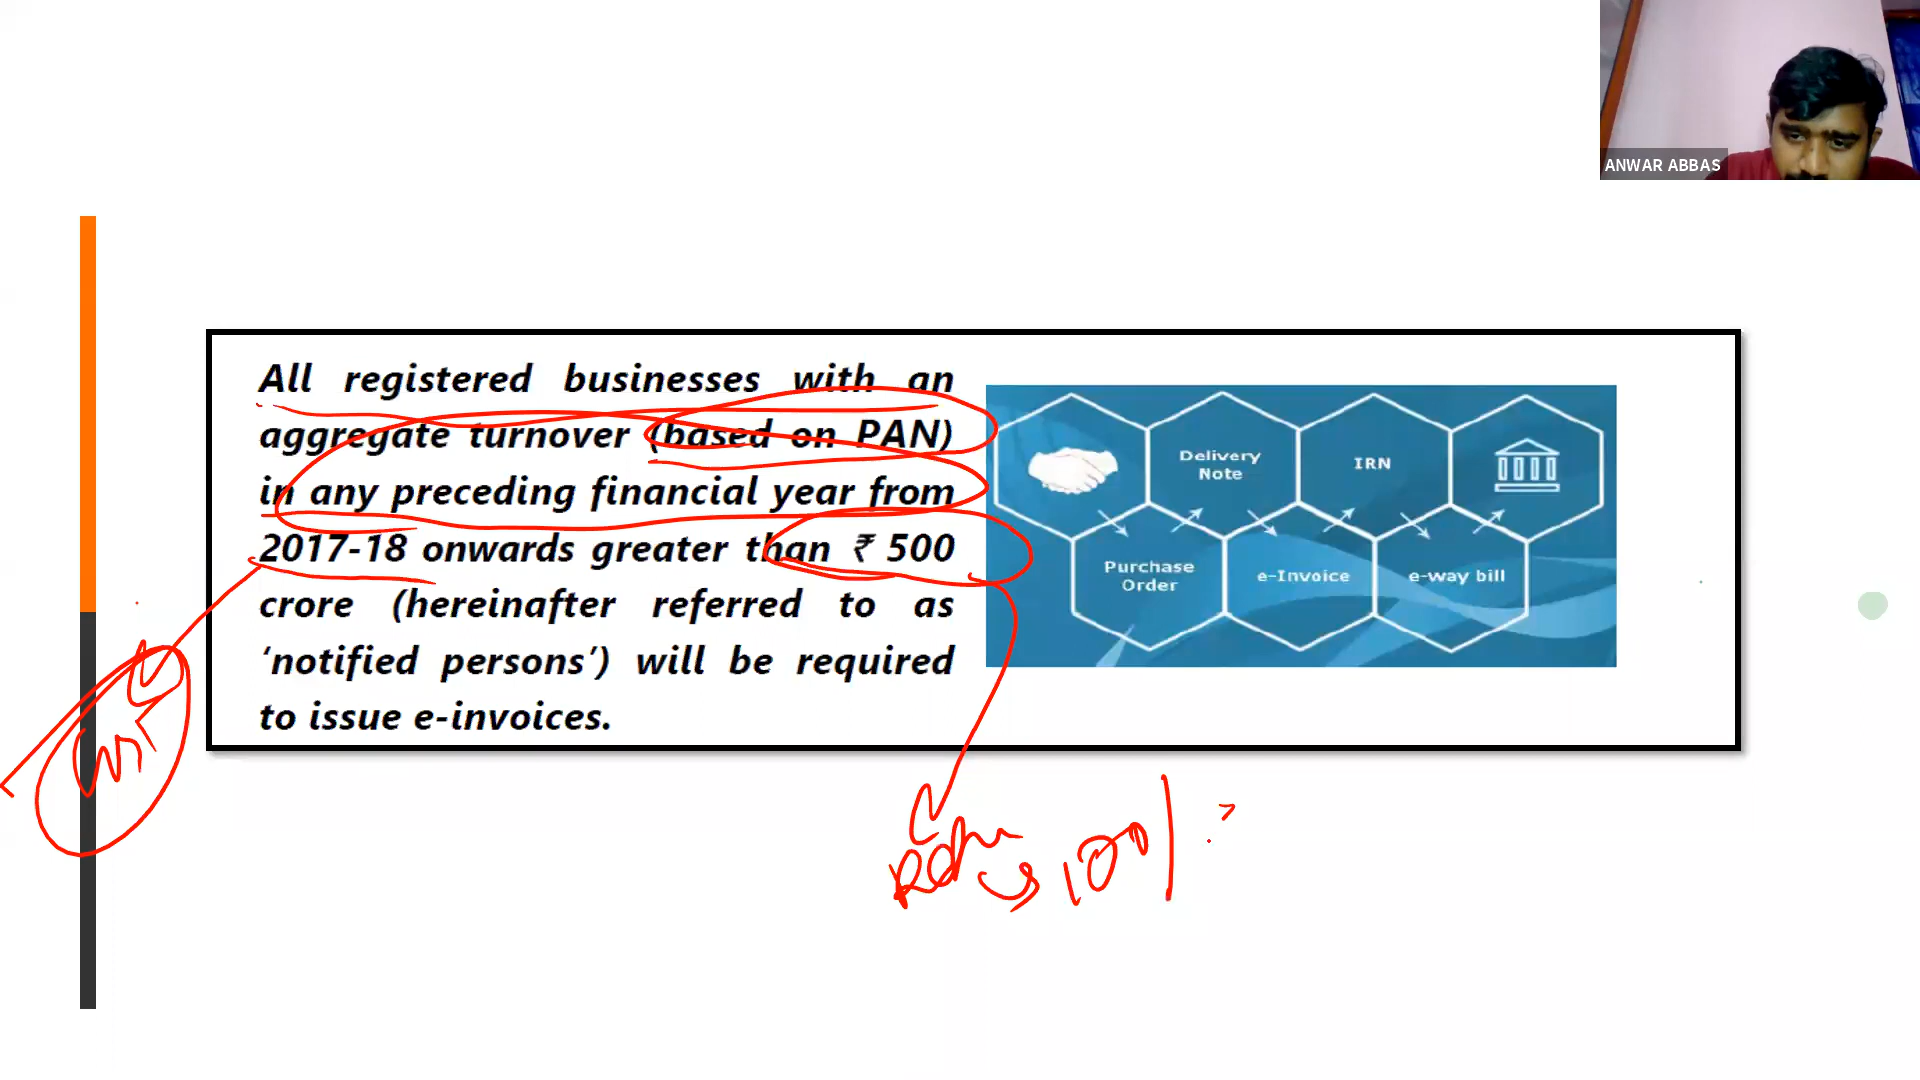 ANWAR ABBAS
All registered businesses with an
aggregate turnover (based on PAN)
in any preceding financial year from
2017-18 onwards greater than ₹ 500
crore (hereinafter referred to as
‘notified persons’) will be required
to issue e-invoices.
Delivery
Note
IRN
Purchase
Order
e-Invoice
e-way bill
100